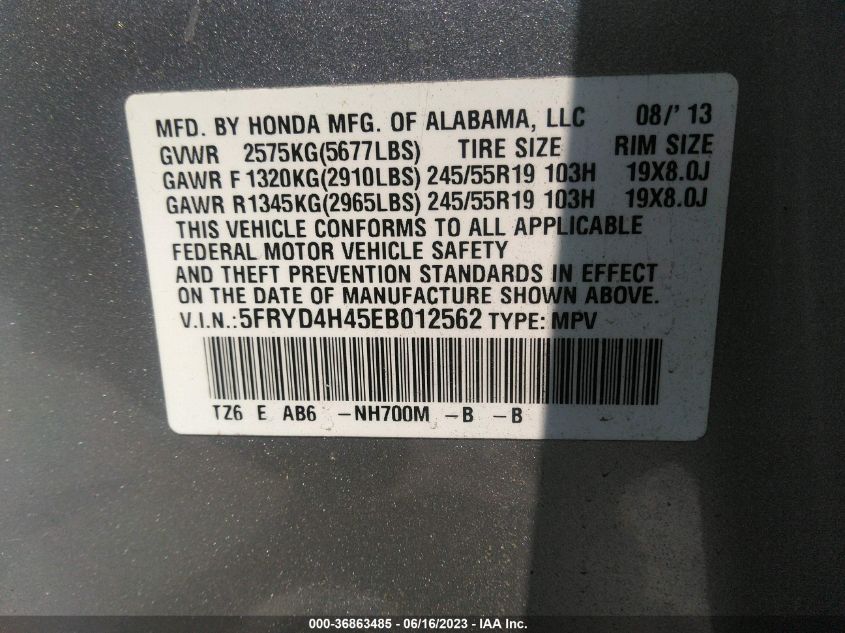 MFD. BY HONDA MFG. OF ALABAMA, LLC 08/' 13
GVWR 2575KG(5677LBS) TIRE SIZE RIM SIZE
GAWR F 1320KG(2910LBS) 245/55R19 103H 19X8.0J
GAWR R1345KG(2965LBS) 245/55R19 103H 19X8.0J
THIS VEHICLE CONFORMS TO ALL APPLICABLE
FEDERAL MOTOR VEHICLE SAFETY
AND THEFT PREVENTION STANDARDS IN EFFECT
ON THE DATE OF MANUFACTURE SHOWN ABOVE.
V.I.N.:5FRYD4H45EB012562 TYPE: MPV
TZ6 E AB6 -NH700M -B -B
000-36863485 - 06/16/2023 - IAA Inc.